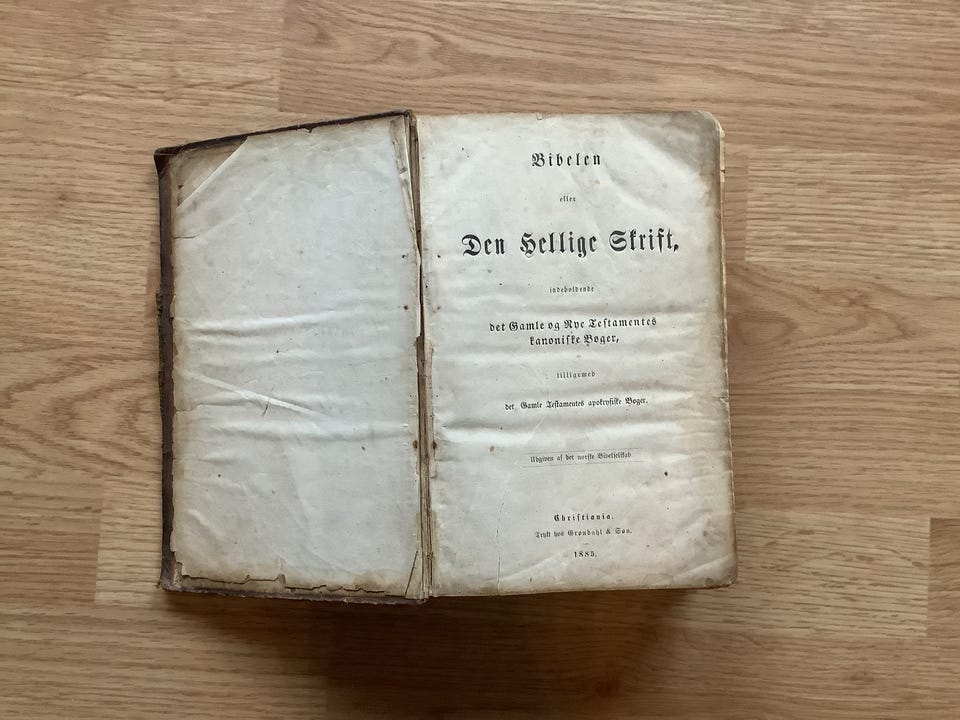 Bibelen
eller
Den Hellige Skrift,
indeholdende
det Gamle og Nye Testamentes
kanoniske Bøger,
tilligemed
det Gamle Testamentes apokryfiske Bøger.
Udgiven af det norske Bibelselskab
Christiania.
Trykt hos Grøndahl & Søn.
1885.